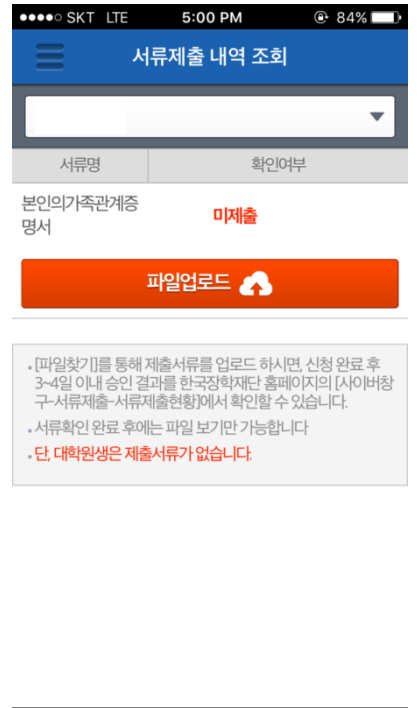 SKT LTE 5:00 PM 84%
서류제출 내역 조회
서류명 확인여부
본인의가족관계증
명서
미제출
파일업로드
• [파일찾기]를 통해 제출서류를 업로드 하시면, 신청 완료 후
3~4일 이내 승인 결과를 한국장학재단 홈페이지의 [사이버창
구-서류제출-서류제출현황]에서 확인할 수 있습니다.
• 서류확인 완료 후에는 파일 보기만 가능합니다
• 단, 대학원생은 제출서류가 없습니다.